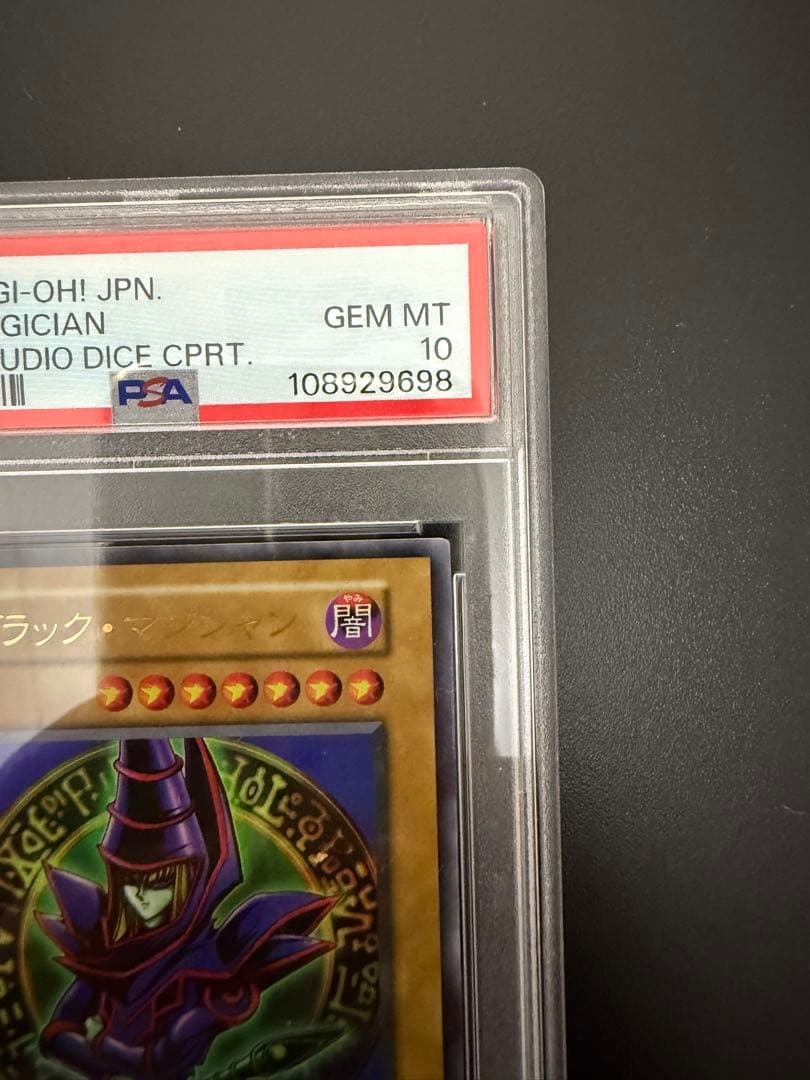 GI-OH! JPN.
GICIAN
GEM MT
UDIO DICE CPRT.
10
PSA
108929698
ラック・マジシャン
やみ
闇